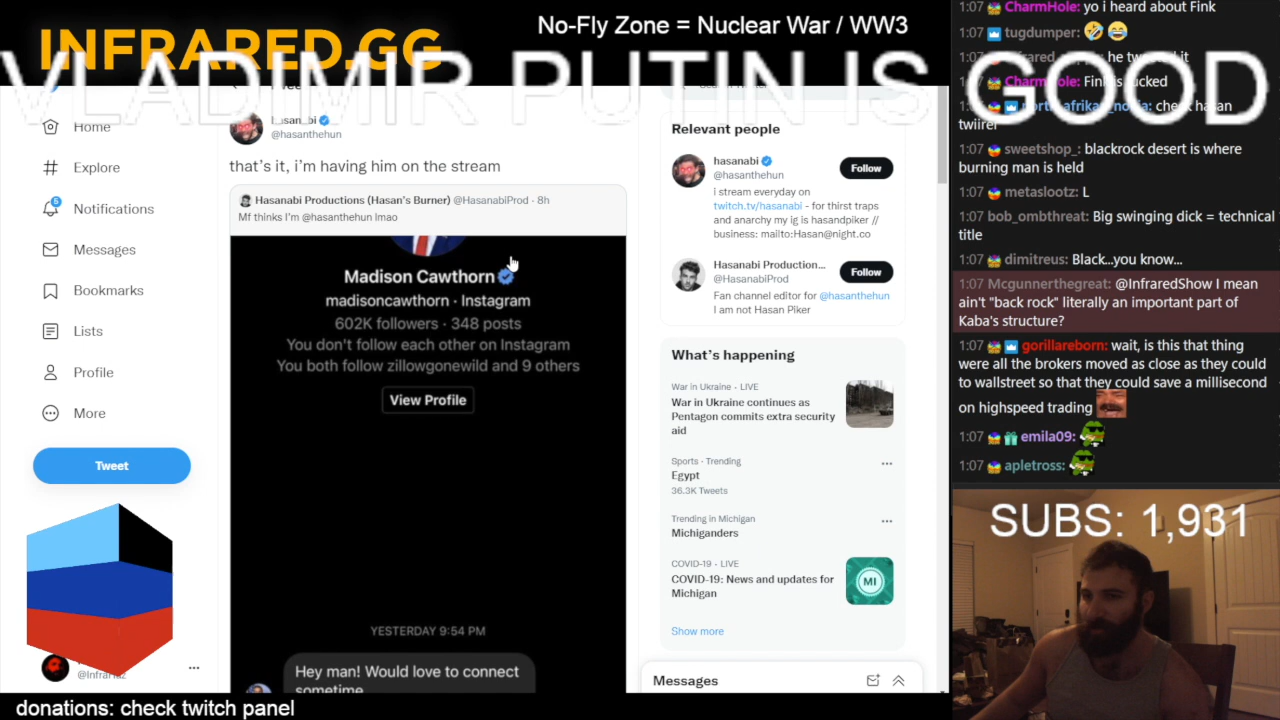 INFRARED.GG
No-Fly Zone = Nuclear War / WW3
VLADIMIR PUTIN IS GOOD
Home
Explore
5
Notifications
Messages
Bookmarks
Lists
Profile
More
Tweet
hasanabi
@hasanthehun
that's it, i'm having him on the stream
Hasanabi Productions (Hasan's Burner) @HasanabiProd · 8h
Mf thinks I'm @hasanthehun lmao
Madison Cawthorn
madisoncawthorn · Instagram
602K followers · 348 posts
You don't follow each other on Instagram
You both follow zillowgonewild and 9 others
View Profile
YESTERDAY 9:54 PM
Hey man! Would love to connect
sometime
Relevant people
hasanabi
@hasanthehun
Follow
i stream everyday on
twitch.tv/hasanabi - for thirst traps
and anarchy my ig is hasandpiker //
business: mailto:Hasan@night.co
Hasanabi Production...
@HasanabiProd
Follow
Fan channel editor for @hasanthehun
I am not Hasan Piker
What's happening
War in Ukraine · LIVE
War in Ukraine continues as
Pentagon commits extra security
aid
Sports · Trending
Egypt
36.3K Tweets
Trending in Michigan
Michiganders
COVID-19 · LIVE
COVID-19: News and updates for
Michigan
MI
Show more
Messages
1:07 CharmHole: yo i heard about Fink
1:07 tugdumper:
1:07
1:07 CharmHole: Fink is fucked
1:07 check hasan
1:07 sweetshop_: blackrock desert is where
burning man is held
1:07 metaslootz: L
1:07 bob_ombthreat: Big swinging dick = technical
title
1:07 dimitreus: Black...you know...
1:07 Mcgunnerthegreat: @InfraredShow I mean
ain't "back rock" literally an important part of
Kaba's structure?
1:07 gorillareborn: wait, is this that thing
were all the brokers moved as close as they could
to wallstreet so that they could save a millisecond
on highspeed trading
1:07 emila09:
1:07 apletross:
SUBS: 1,931
donations: check twitch panel